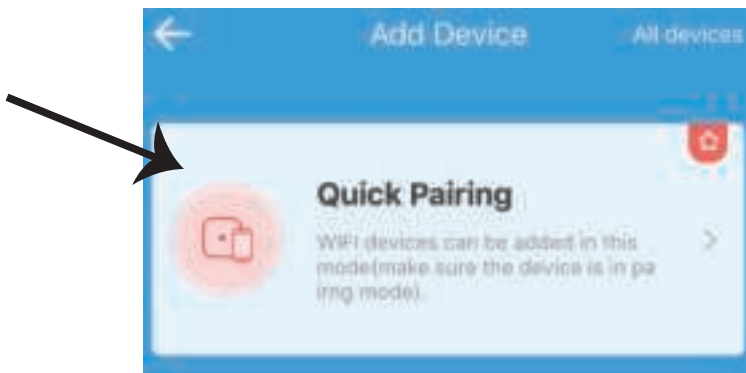 Add Device All devices
Quick Pairing
WIFI devices can be added in this
mode(make sure the device is in pa
irng mode).